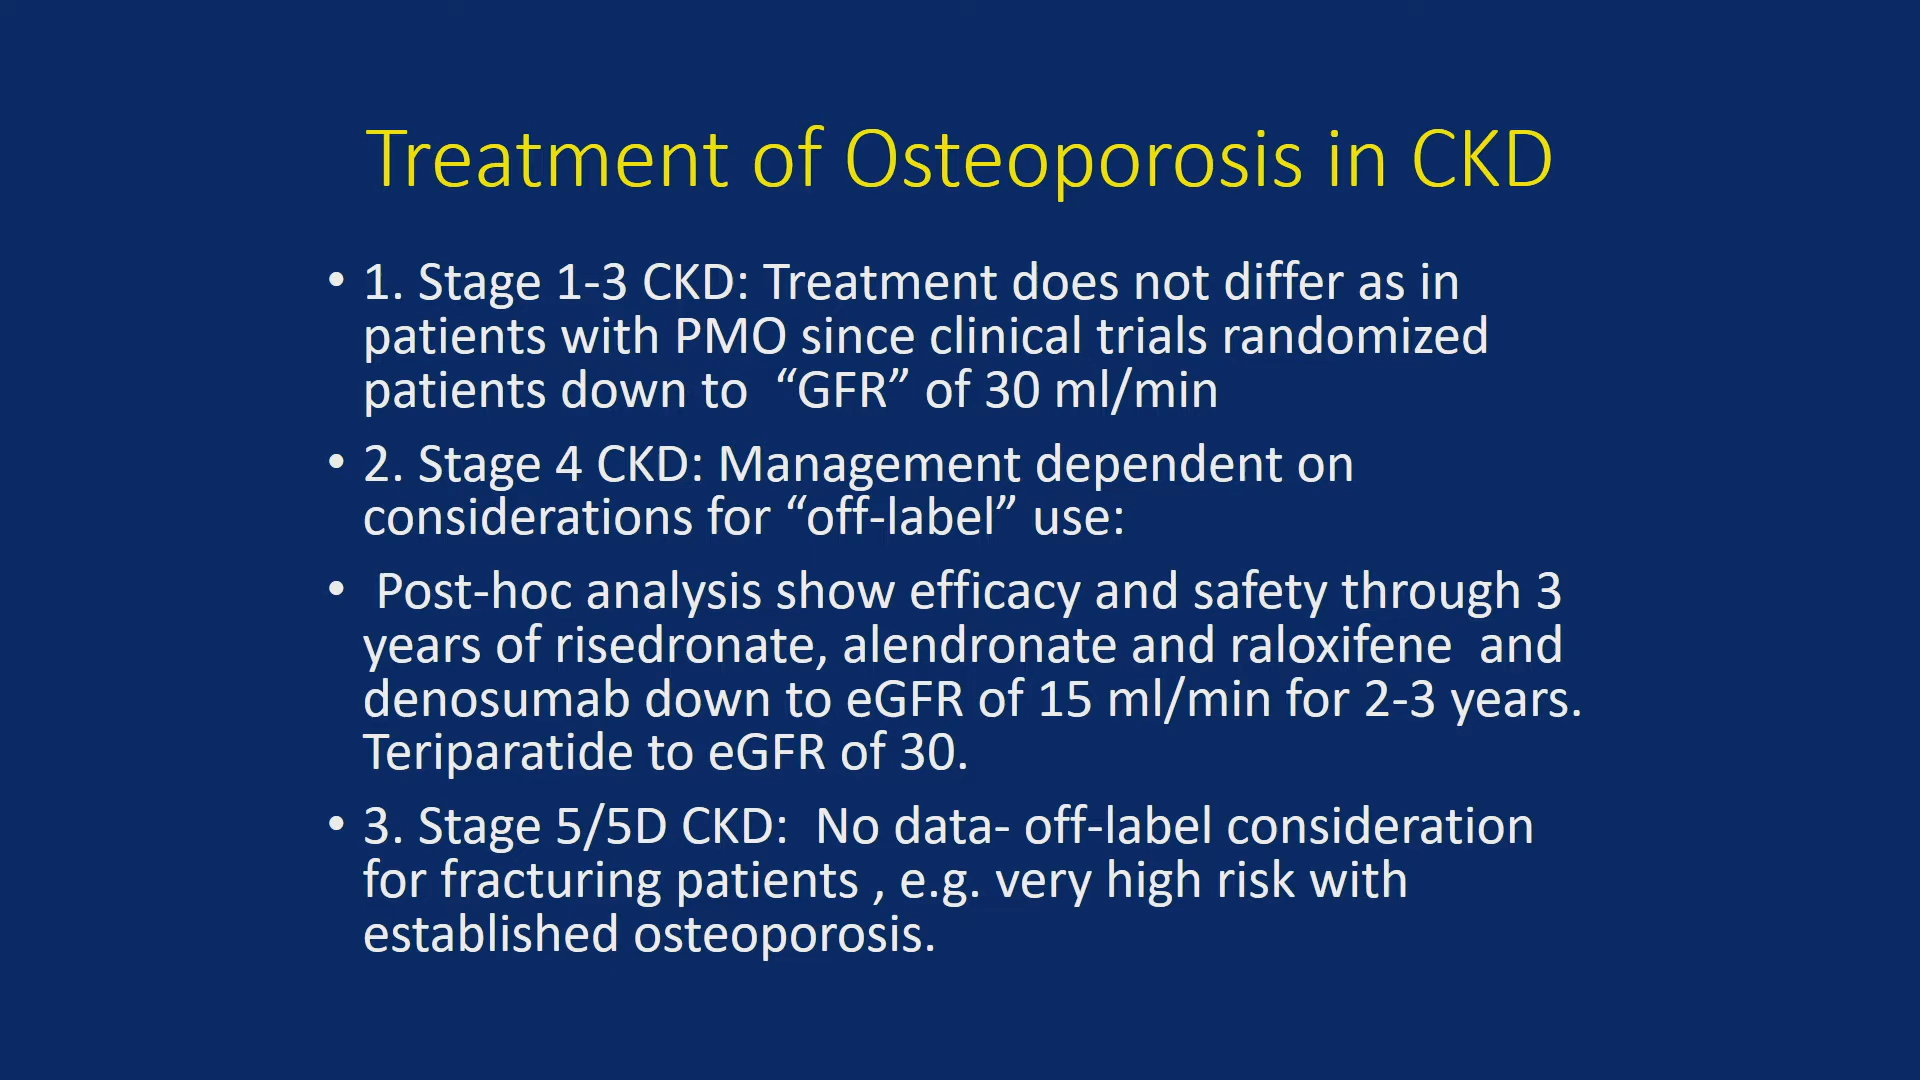 Treatment of Osteoporosis in CKD
• 1. Stage 1-3 CKD: Treatment does not differ as in
patients with PMO since clinical trials randomized
patients down to “GFR” of 30 ml/min
• 2. Stage 4 CKD: Management dependent on
considerations for “off-label” use:
• Post-hoc analysis show efficacy and safety through 3
years of risedronate, alendronate and raloxifene and
denosumab down to eGFR of 15 ml/min for 2-3 years.
Teriparatide to eGFR of 30.
• 3. Stage 5/5D CKD: No data- off-label consideration
for fracturing patients , e.g. very high risk with
established osteoporosis.